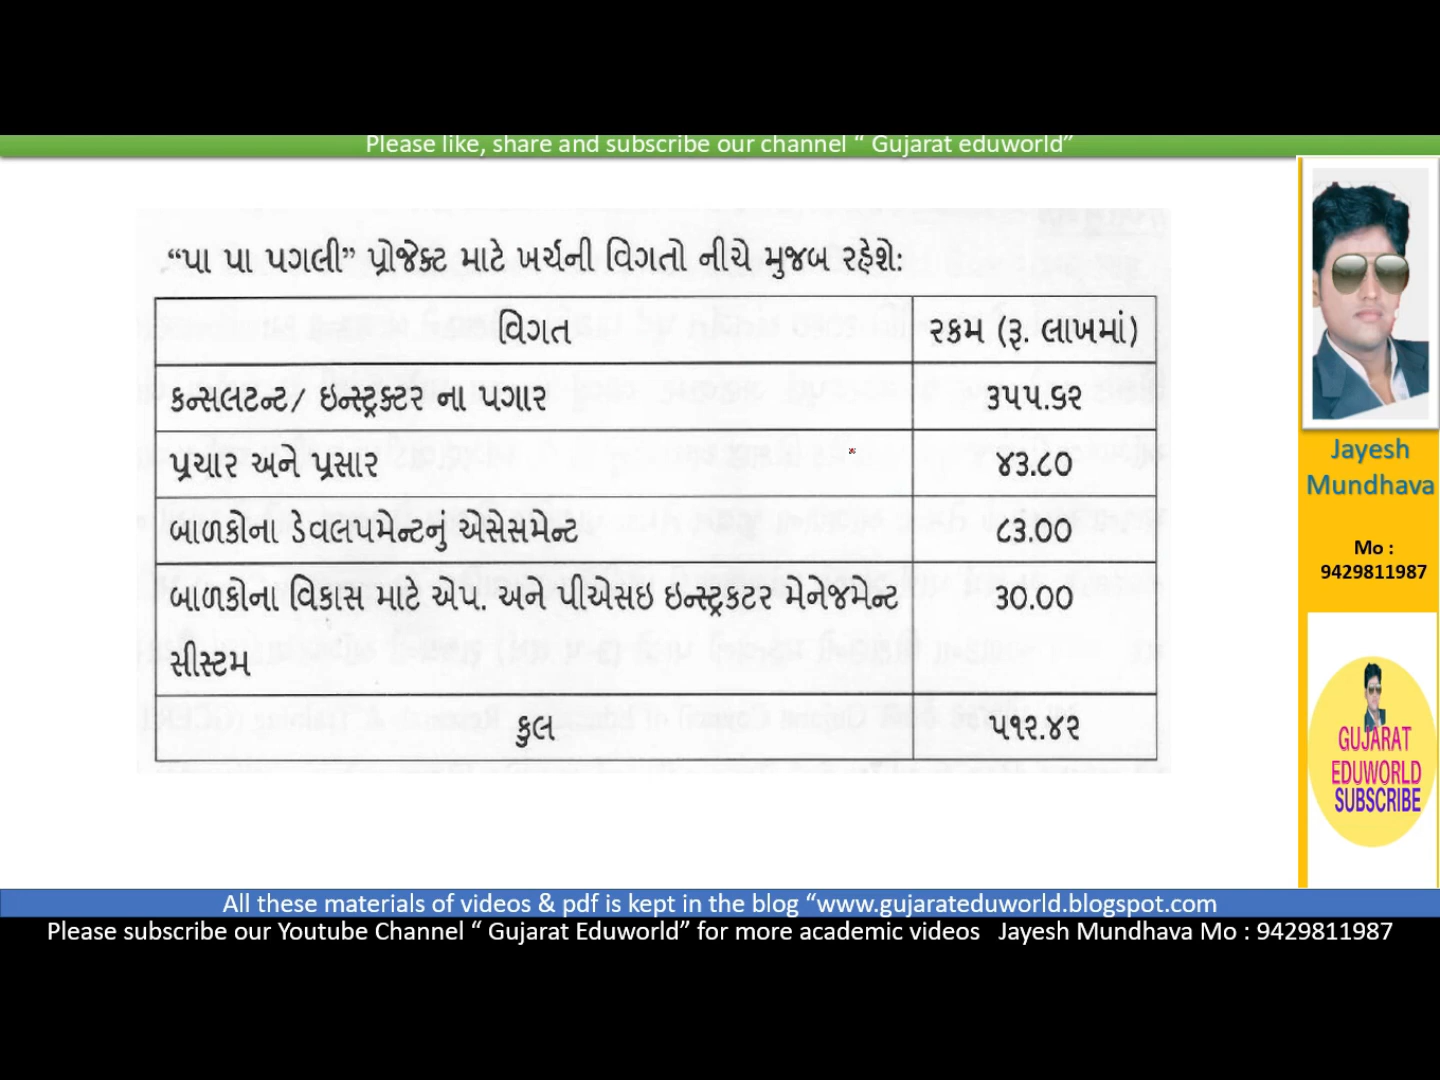 Please like, share and subscribe our channel “ Gujarat eduworld”
“પા પા પગલી” પ્રોજેક્ટ માટે ખર્ચની વિગતો નીચે મુજબ રહેશે:
વિગત રકમ (રૂ. લાખમાં)
કન્સલટન્ટ/ ઇન્સ્ટ્રક્ટર ના પગાર ૩૫૫.૬૨
પ્રચાર અને પ્રસાર ૪૩.૮૦
બાળકોના ડેવલપમેન્ટનુ એસેસમેન્ટ ૮૩.૦૦
બાળકોના વિકાસ માટે એપ. અને પીએસઇ ઇન્સ્ટ્રક્ટર મેનેજમેન્ટ ૩૦.૦૦
સીસ્ટમ
કુલ ૫૧૨.૪૨
Jayesh
Mundhava
Mo :
9429811987
GUJARAT
EDUWORLD
SUBSCRIBE
All these materials of videos & pdf is kept in the blog “www.gujarateduworld.blogspot.com
Please subscribe our Youtube Channel “ Gujarat Eduworld” for more academic videos Jayesh Mundhava Mo : 9429811987